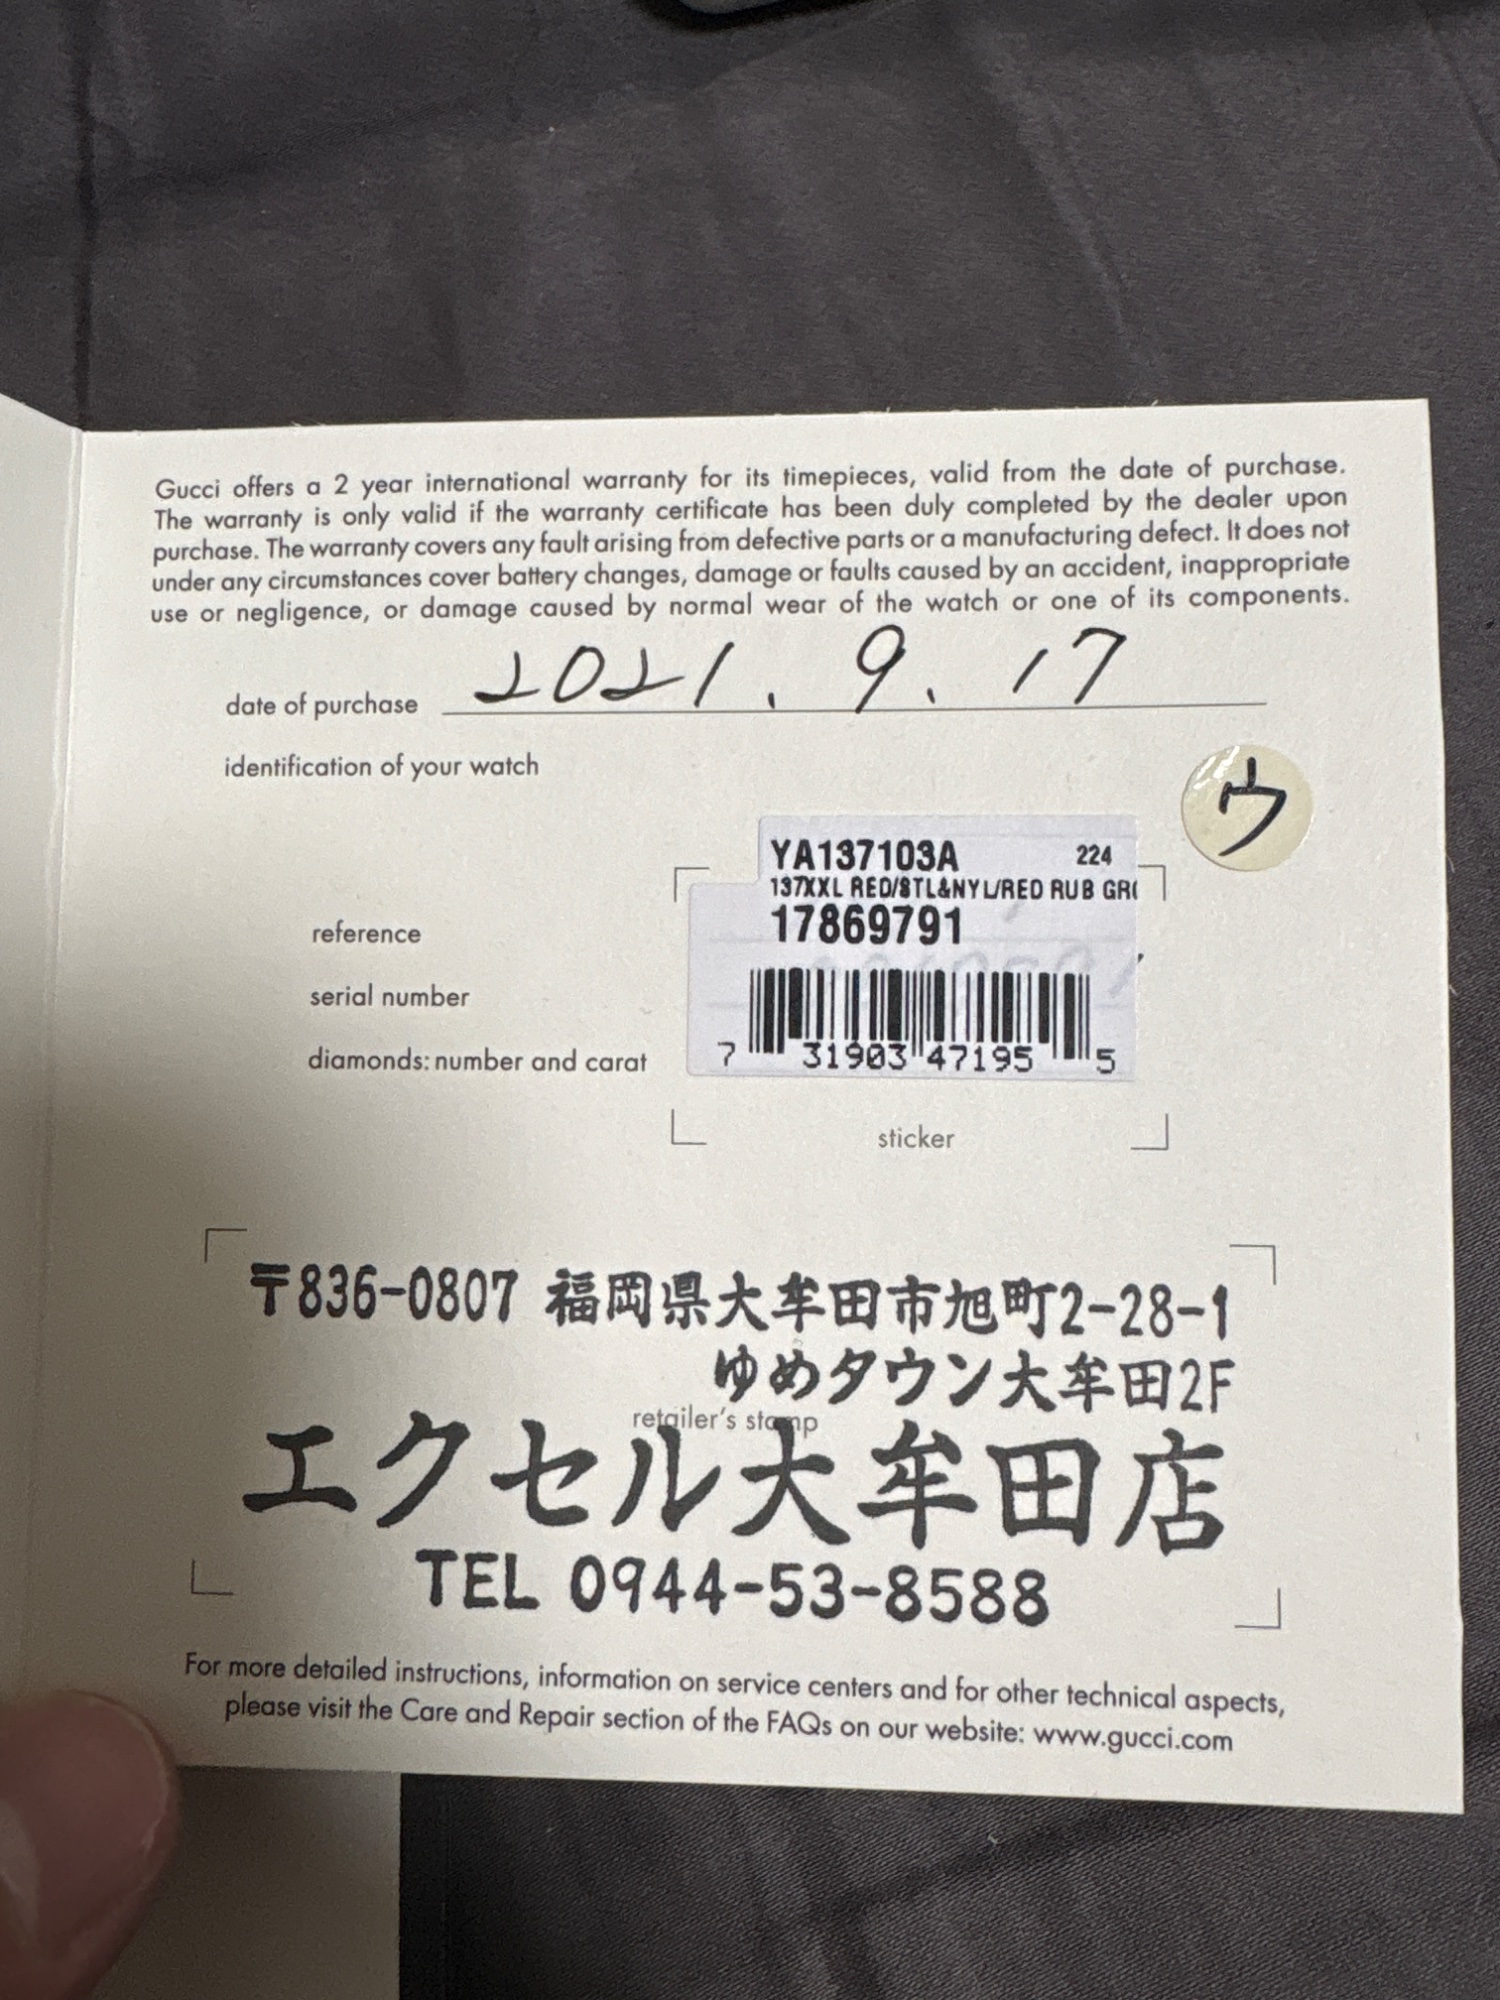 Gucci offers a 2 year international warranty for its timepieces, valid from the date of purchase.
The warranty is only valid if the warranty certificate has been duly completed by the dealer upon
purchase. The warranty covers any fault arising from defective parts or a manufacturing defect. It does not
under any circumstances cover battery changes, damage or faults caused by an accident, inappropriate
use or negligence, or damage caused by normal wear of the watch or one of its components.
date of purchase 2021. 9. 17
identification of your watch
ウ
YA137103A 224
137XXL RED/STL&NYL/RED RUB GR
reference
17869791
serial number
diamonds: number and carat
7 31903 47195 5
sticker
〒836-0807 福岡県大牟田市旭町2-28-1
ゆめタウン大牟田2F
retailer's stamp
エクセル大牟田店
TEL 0944-53-8588
For more detailed instructions, information on service centers and for other technical aspects,
please visit the Care and Repair section of the FAQs on our website: www.gucci.com